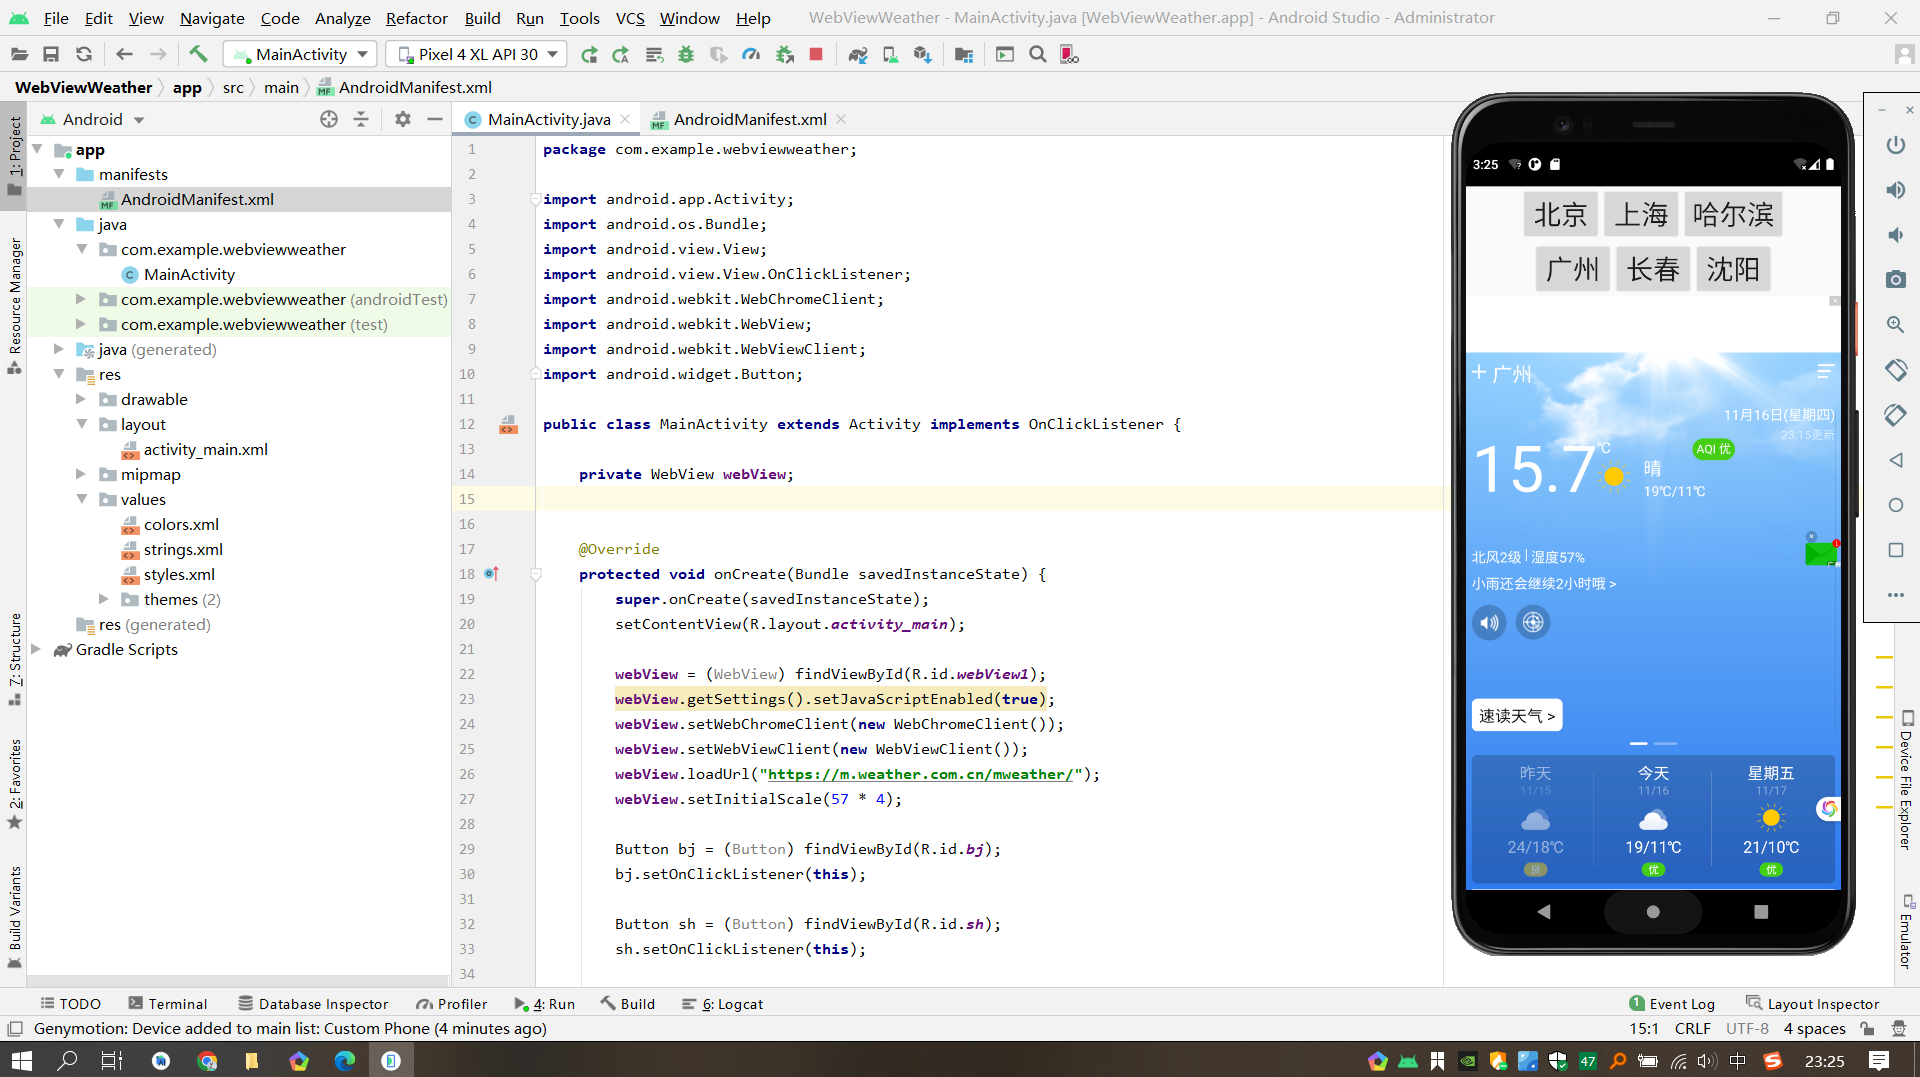 File Edit View Navigate Code Analyze Refactor Build Run Tools VCS Window Help WebViewWeather - MainActivity.java [WebViewWeather.app] - Android Studio - Administrator
MainActivity Pixel 4 XL API 30
WebViewWeather app src main AndroidManifest.xml
1: Project
Resource Manager
7: Structure
2: Favorites
Build Variants
Android
app
manifests
AndroidManifest.xml
java
com.example.webviewweather
MainActivity
com.example.webviewweather (androidTest)
com.example.webviewweather (test)
java (generated)
res
drawable
layout
activity_main.xml
mipmap
values
colors.xml
strings.xml
styles.xml
themes (2)
res (generated)
Gradle Scripts
MainActivity.java AndroidManifest.xml
1 package com.example.webviewweather;
2
3 import android.app.Activity;
4 import android.os.Bundle;
5 import android.view.View;
6 import android.view.View.OnClickListener;
7 import android.webkit.WebChromeClient;
8 import android.webkit.WebView;
9 import android.webkit.WebViewClient;
10 import android.widget.Button;
11
12 public class MainActivity extends Activity implements OnClickListener {
13
14 private WebView webView;
15
16
17 @Override
18 protected void onCreate(Bundle savedInstanceState) {
19 super.onCreate(savedInstanceState);
20 setContentView(R.layout.activity_main);
21
22 webView = (WebView) findViewById(R.id.webView1);
23 webView.getSettings().setJavaScriptEnabled(true);
24 webView.setWebChromeClient(new WebChromeClient());
25 webView.setWebViewClient(new WebViewClient());
26 webView.loadUrl("https://m.weather.com.cn/mweather/");
27 webView.setInitialScale(57 * 4);
28
29 Button bj = (Button) findViewById(R.id.bj);
30 bj.setOnClickListener(this);
31
32 Button sh = (Button) findViewById(R.id.sh);
33 sh.setOnClickListener(this);
34
3:25
北京 上海 哈尔滨
广州 长春 沈阳
+ 广州
11月16日(星期四)
23:15更新
15.7 ℃ 晴 AQI 优
19℃/11℃
北风2级 湿度57%
小雨还会继续2小时哦 >
速读天气 >
昨天 今天 星期五
11/15 11/16 11/17
24/18℃ 19/11℃ 21/10℃
良 优 优
Device File Explorer
Emulator
TODO Terminal Database Inspector Profiler 4: Run Build 6: Logcat 1 Event Log Layout Inspector
Genymotion: Device added to main list: Custom Phone (4 minutes ago) 15:1 CRLF UTF-8 4 spaces
47 中 23:25